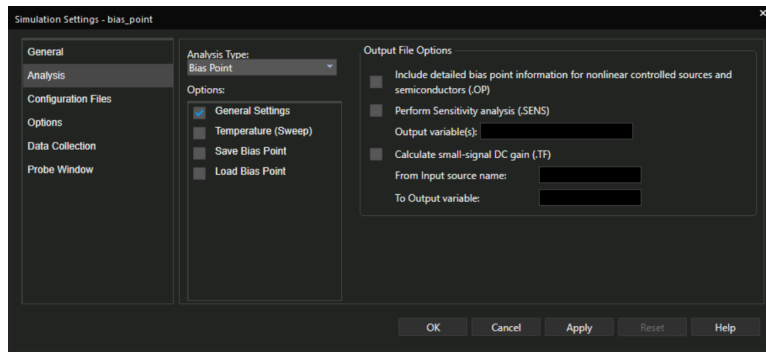 Simulation Settings - bias_point
×
General
Analysis
Configuration Files
Options
Data Collection
Probe Window
Analysis Type:
Bias Point
Options:
General Settings
Temperature (Sweep)
Save Bias Point
Load Bias Point
Output File Options
Include detailed bias point information for nonlinear controlled sources and
semiconductors (.OP)
Perform Sensitivity analysis (.SENS)
Output variable(s):
Calculate small-signal DC gain (.TF)
From Input source name:
To Output variable:
OK
Cancel
Apply
Reset
Help